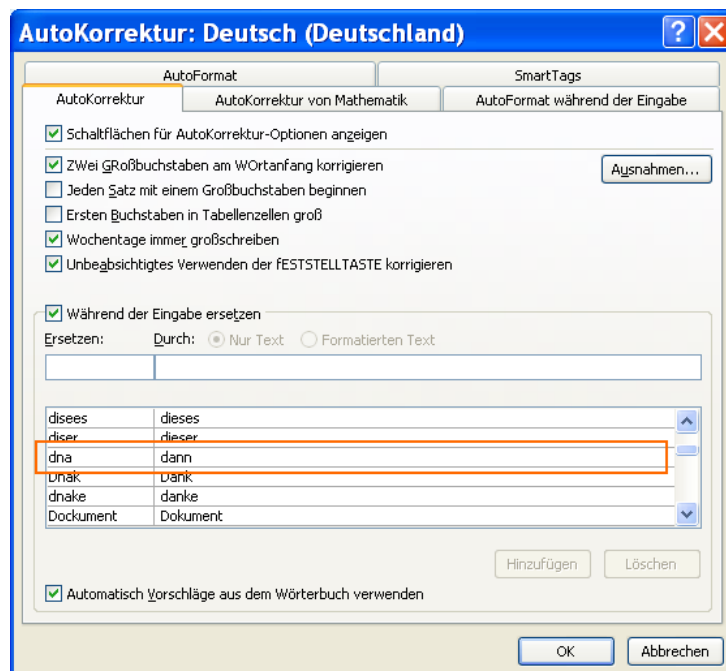 AutoKorrektur: Deutsch (Deutschland)
AutoFormat SmartTags
AutoKorrektur AutoKorrektur von Mathematik AutoFormat während der Eingabe
Schaltflächen für AutoKorrektur-Optionen anzeigen
ZWei GRoßbuchstaben am WOrtanfang korrigieren Ausnahmen...
Jeden Satz mit einem Großbuchstaben beginnen
Ersten Buchstaben in Tabellenzellen groß
Wochentage immer großschreiben
Unbeabsichtigtes Verwenden der fESTSTELLTASTE korrigieren
Während der Eingabe ersetzen
Ersetzen: Durch: Nur Text Formatierten Text
disees dieses
diser dieser
dna dann
Dnak Dank
dnake danke
Dockument Dokument
Hinzufügen Löschen
Automatisch Vorschläge aus dem Wörterbuch verwenden
OK Abbrechen